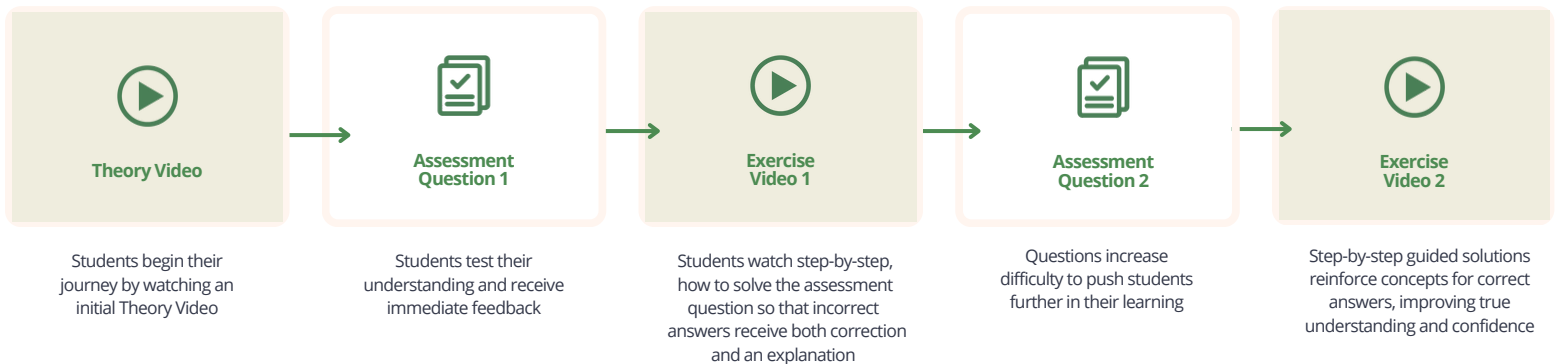 Theory Video
Assessment
Question 1
Exercise
Video 1
Assessment
Question 2
Exercise
Video 2
Students begin their
journey by watching an
initial Theory Video
Students test their
understanding and receive
immediate feedback
Students watch step-by-step,
how to solve the assessment
question so that incorrect
answers receive both correction
and an explanation
Questions increase
difficulty to push students
further in their learning
Step-by-step guided solutions
reinforce concepts for correct
answers, improving true
understanding and confidence